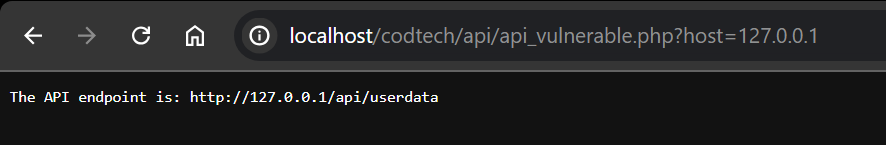 localhost/codtech/api/api_vulnerable.php?host=127.0.0.1
The API endpoint is: http://127.0.0.1/api/userdata